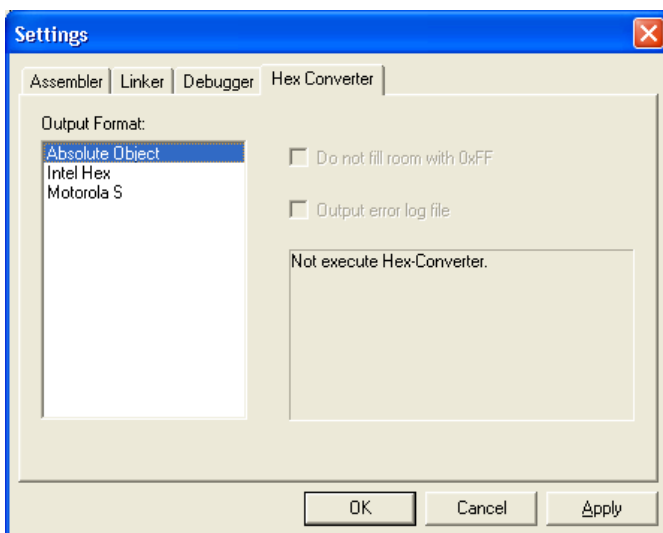 Settings
Assembler Linker Debugger Hex Converter
Output Format:
Absolute Object
Intel Hex
Motorola S
Do not fill room with 0xFF
Output error log file
Not execute Hex-Converter.
OK Cancel Apply